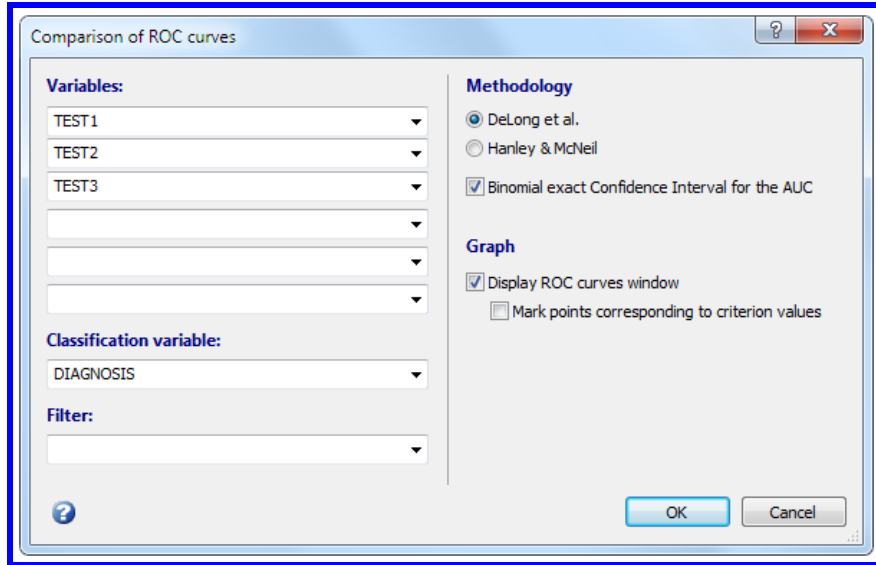 Comparison of ROC curves
Variables:
TEST1
TEST2
TEST3
Classification variable:
DIAGNOSIS
Filter:
Methodology
DeLong et al.
Hanley & McNeil
Binomial exact Confidence Interval for the AUC
Graph
Display ROC curves window
Mark points corresponding to criterion values
OK
Cancel